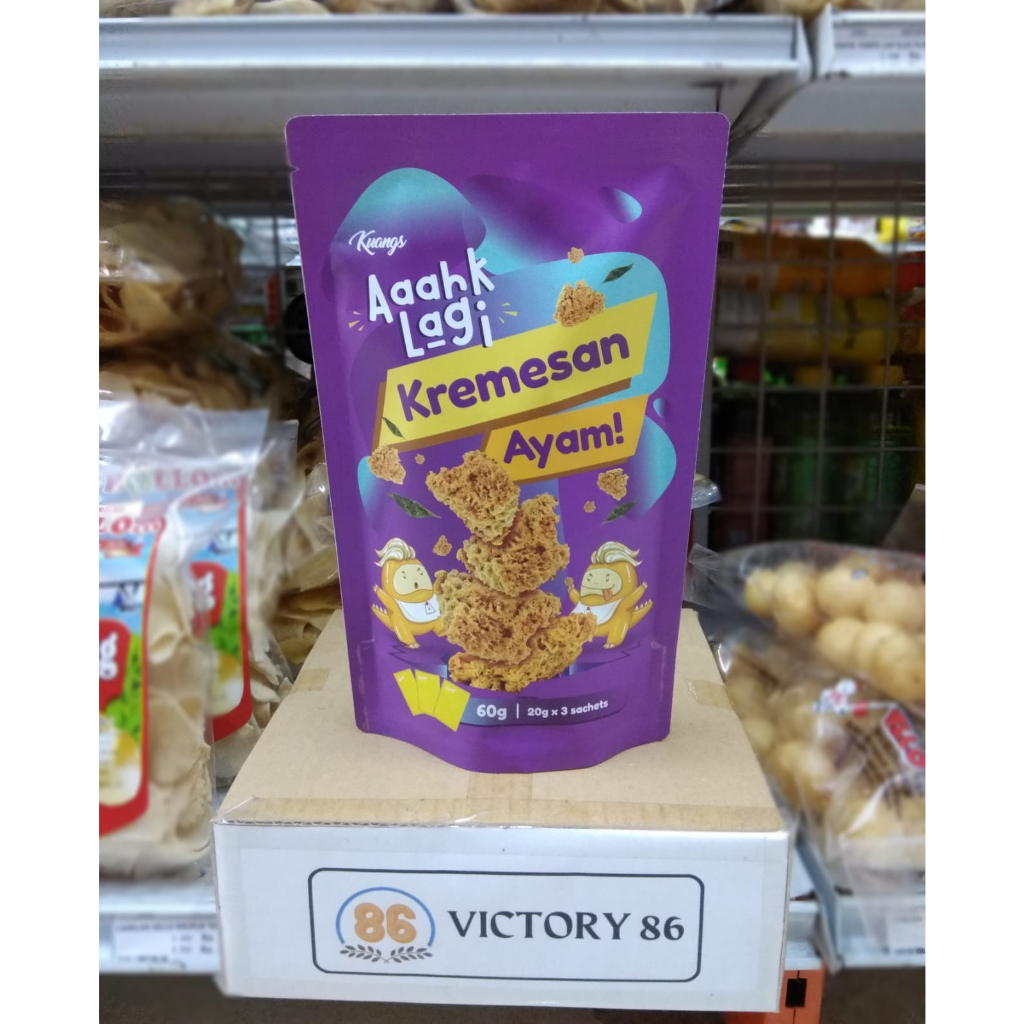 Kuangs
Aaahk
Lagi
Kremesan
Ayam!
60g | 20g x 3 sachets
86 VICTORY 86